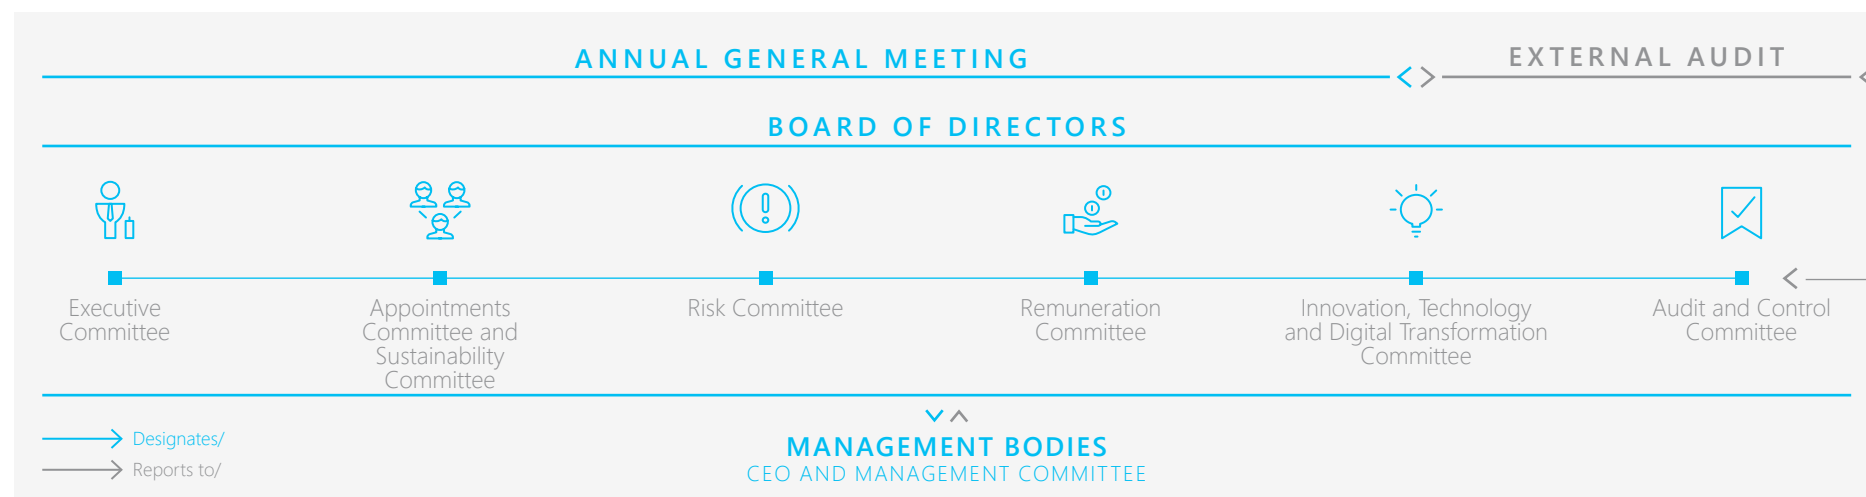 ANNUAL GENERAL MEETING
EXTERNAL AUDIT
BOARD OF DIRECTORS
Executive
Committee
Appointments
Committee and
Sustainability
Committee
Risk Committee
Remuneration
Committee
Innovation, Technology
and Digital Transformation
Committee
Audit and Control
Committee
Designates/
Reports to/
MANAGEMENT BODIES
CEO AND MANAGEMENT COMMITTEE